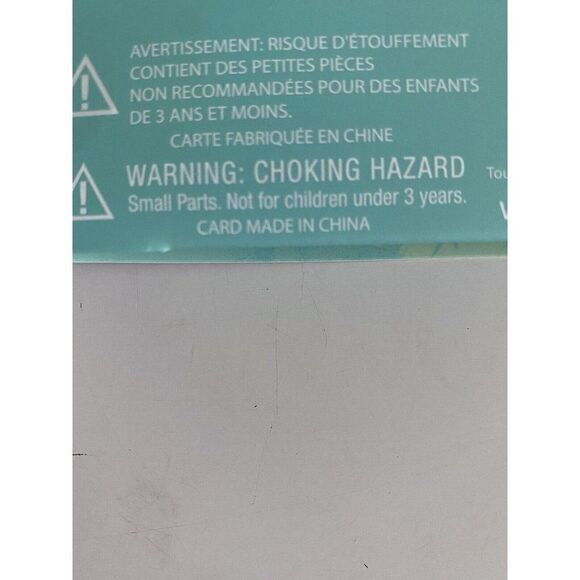 AVERTISSEMENT: RISQUE D'ÉTOUFFEMENT
CONTIENT DES PETITES PIÈCES
NON RECOMMANDÉES POUR DES ENFANTS
DE 3 ANS ET MOINS.
CARTE FABRIQUÉE EN CHINE
WARNING: CHOKING HAZARD
Small Parts. Not for children under 3 years.
CARD MADE IN CHINA